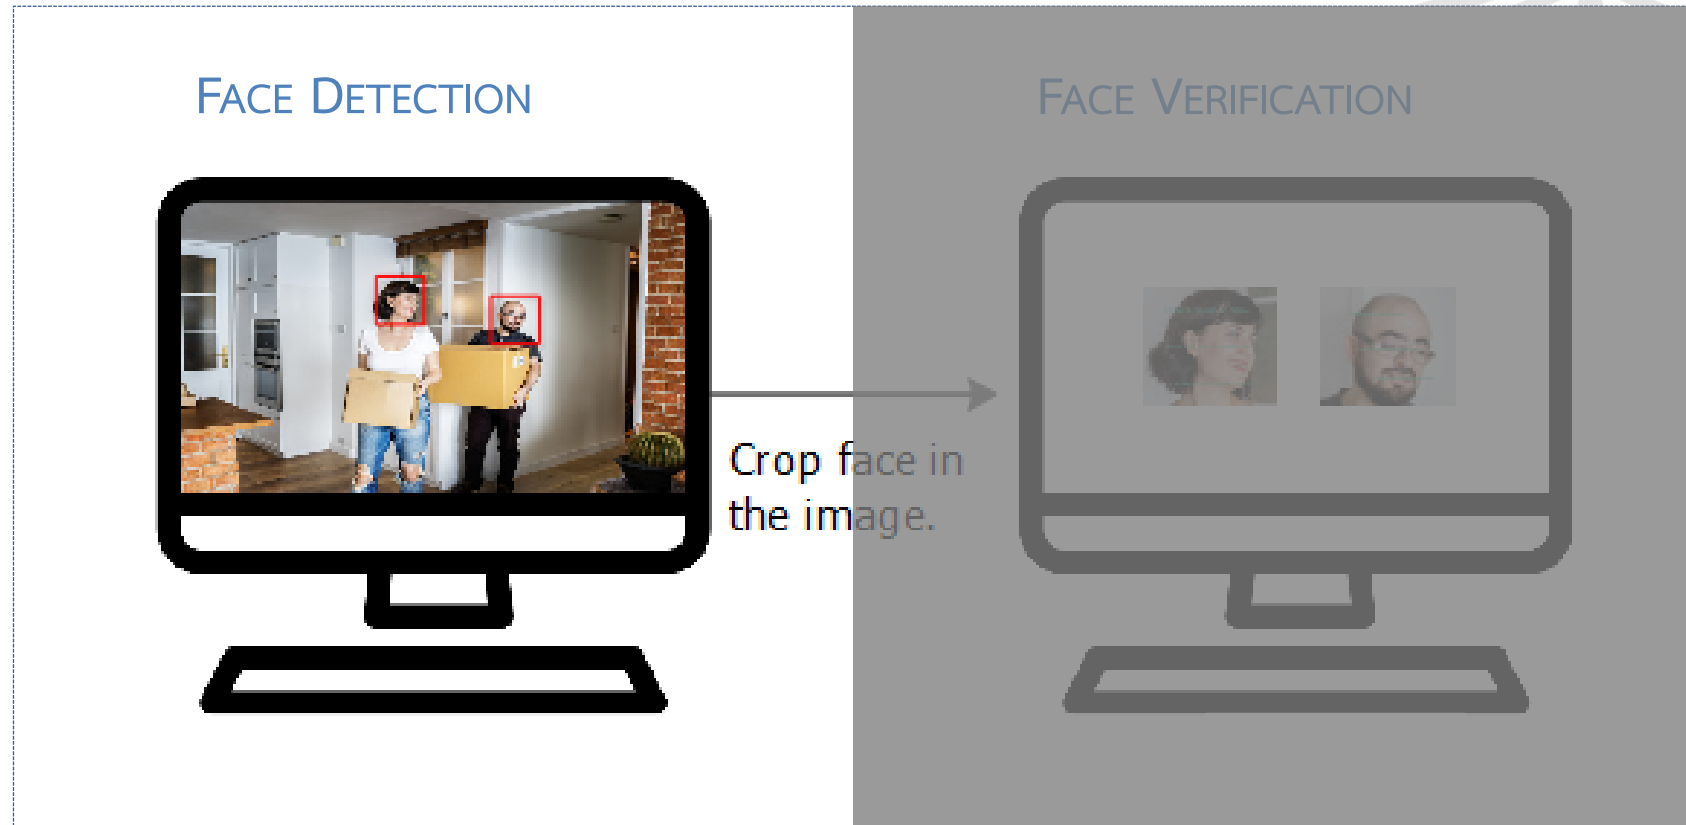 FACE DETECTION
FACE VERIFICATION
Crop face in
the image.